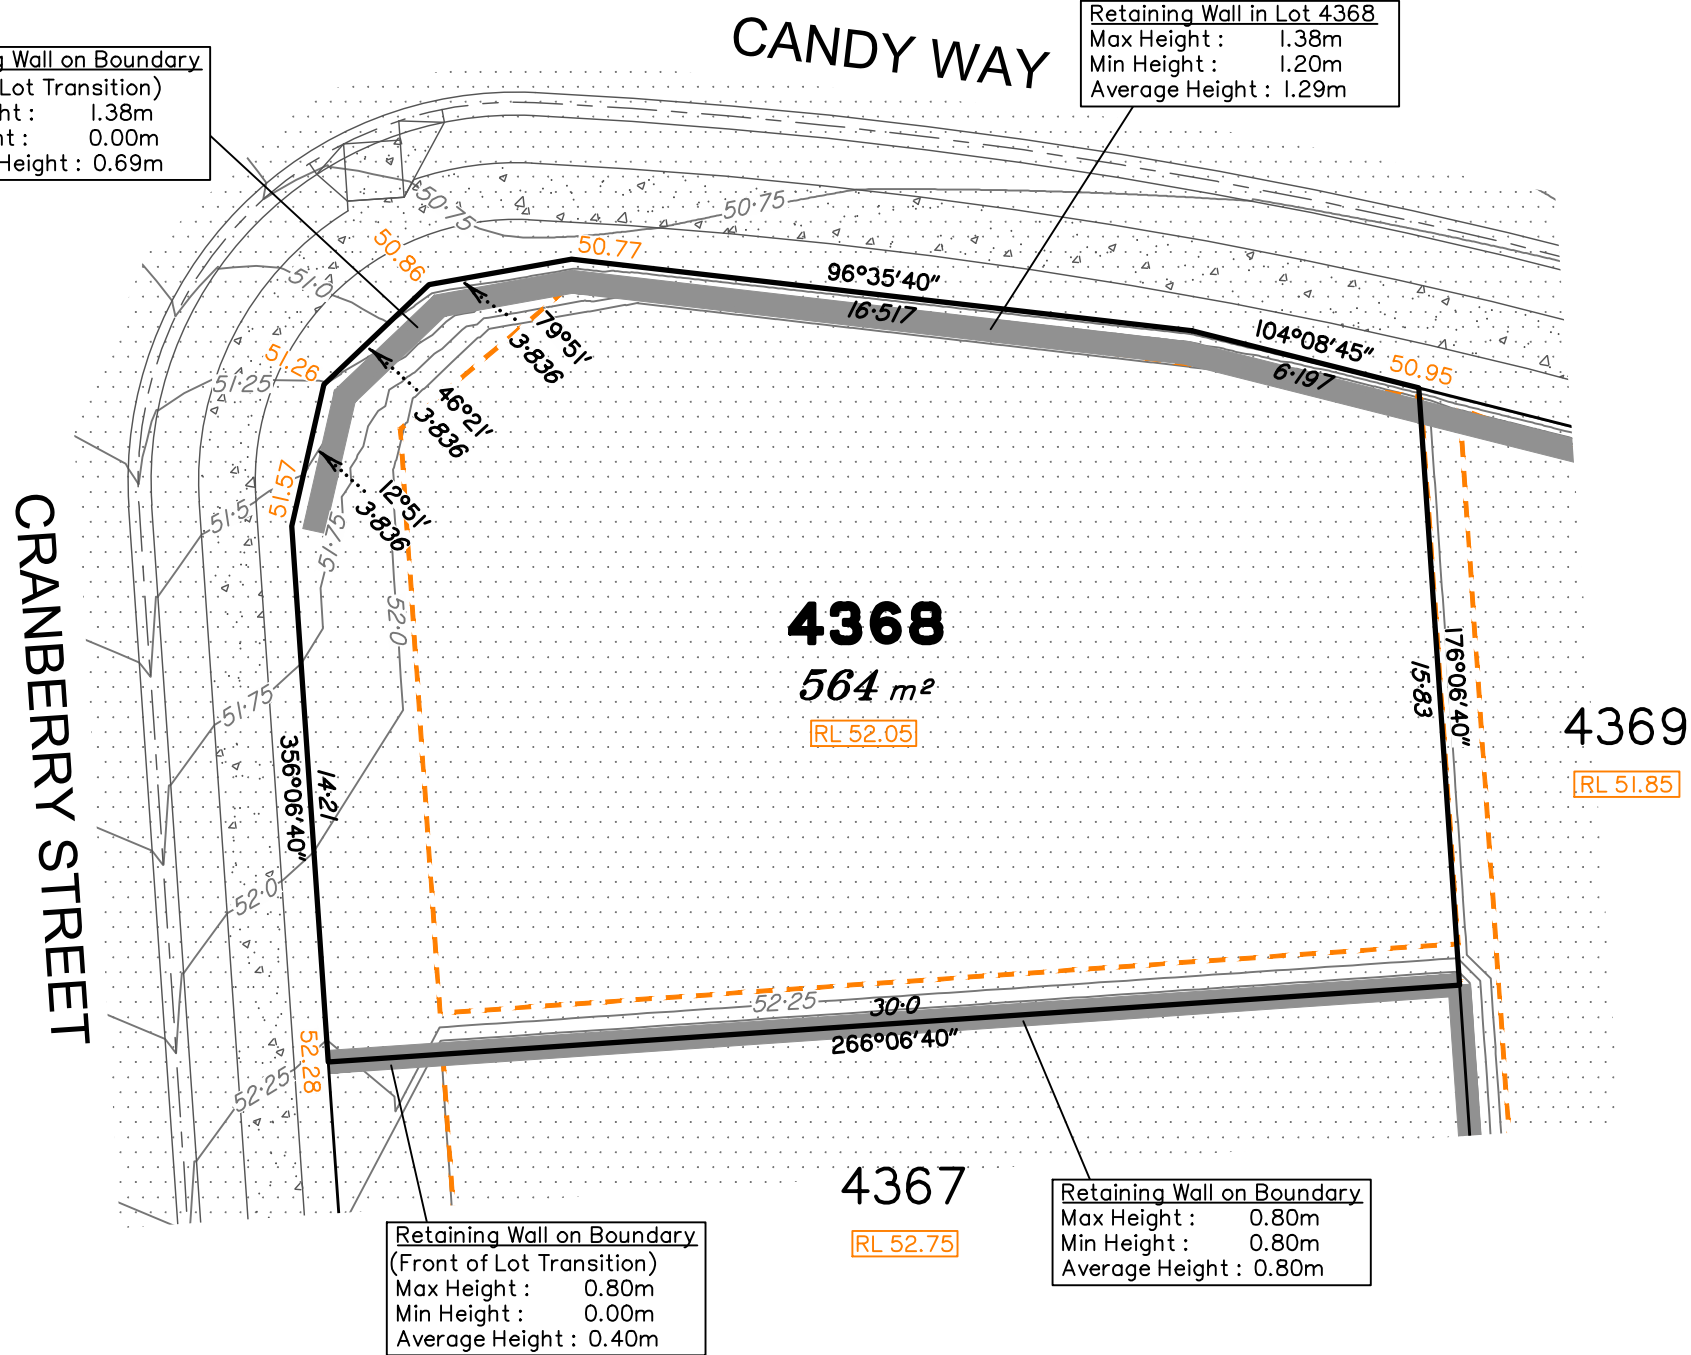 CANDY WAY
Retaining Wall in Lot 4368
Max Height : 1.38m
Min Height : 1.20m
Average Height : 1.29m
g Wall on Boundary
Lot Transition)
ht : 1.38m
nt : 0.00m
Height : 0.69m
50·75
50·75
50.86
50.77
51·0
96°35'40"
16·517
104°08'45"
50.95
6·197
51.26
51·25
79°51'
3·836
46°21'
3·836
51.57
12°51'
3·836
51·5
51·75
52·0
CRANBERRY STREET
4368
564 m²
RL 52.05
176°06'40"
15·83
4369
RL 51.85
51·75
356°06'40"
14·21
52·0
52·25
30·0
266°06'40"
52.28
52·25
4367
RL 52.75
Retaining Wall on Boundary
Max Height : 0.80m
Min Height : 0.80m
Average Height : 0.80m
Retaining Wall on Boundary
(Front of Lot Transition)
Max Height : 0.80m
Min Height : 0.00m
Average Height : 0.40m